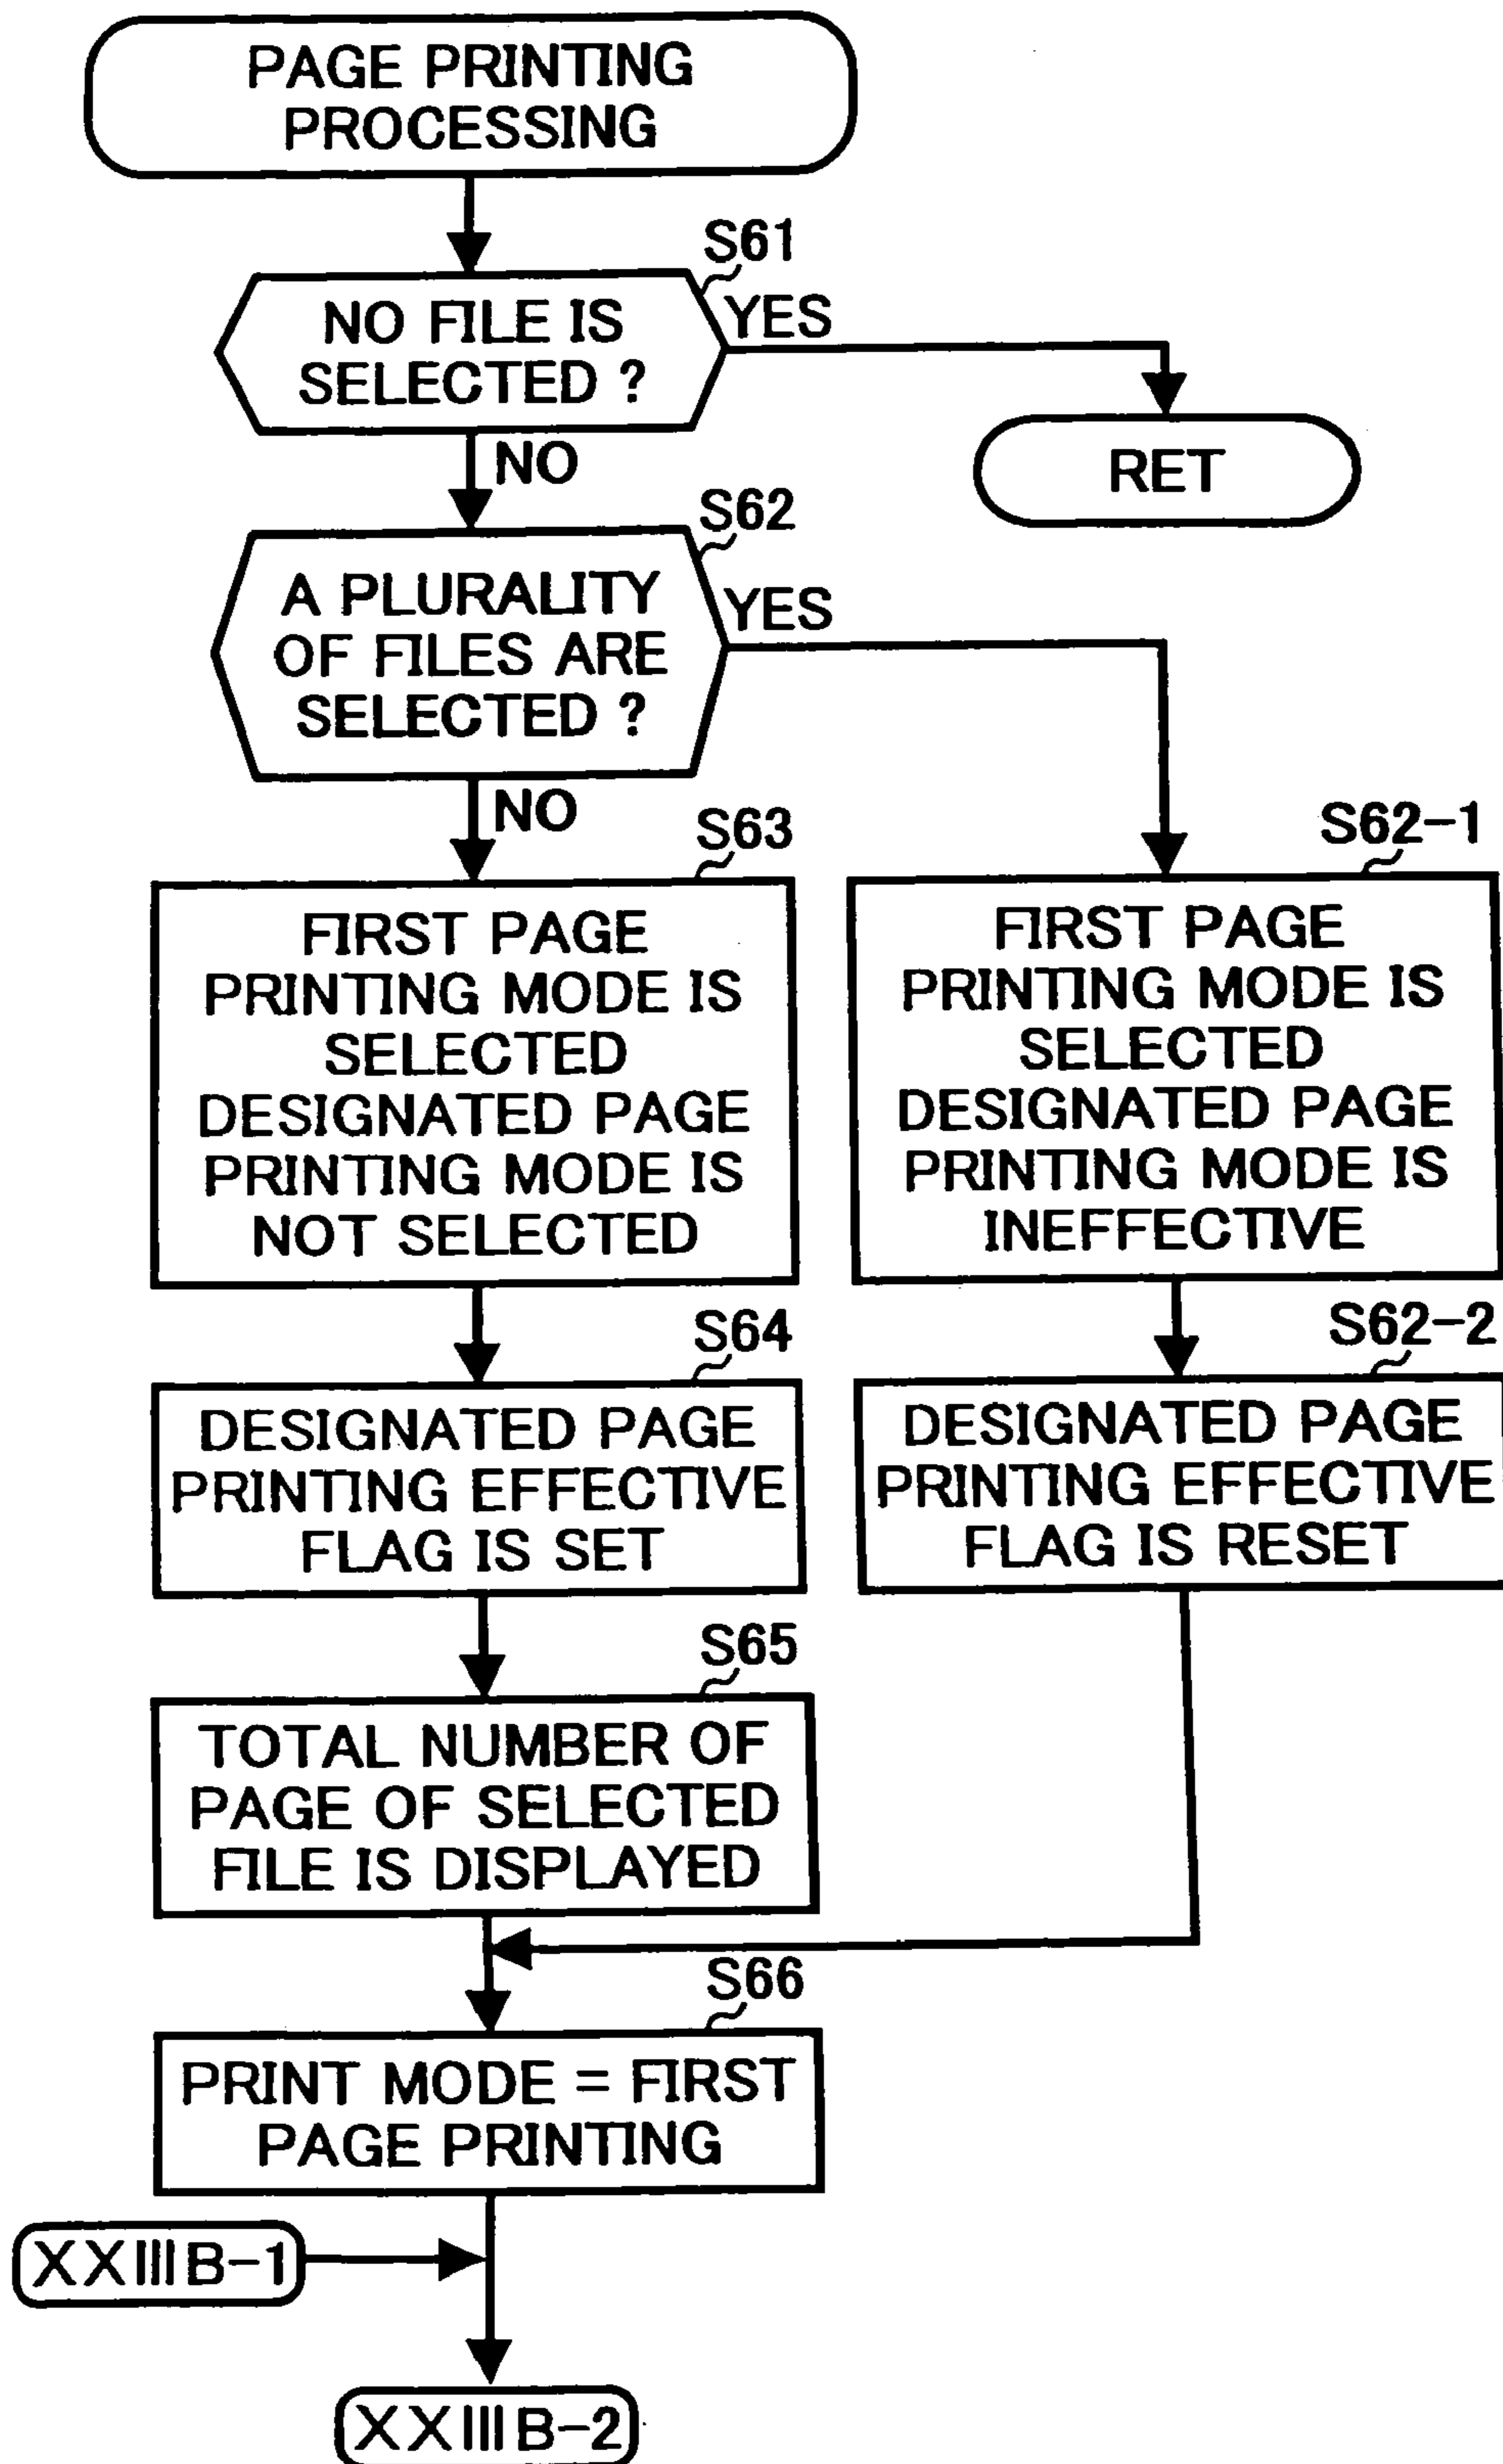 PAGE PRINTING
PROCESSING
S61
NO FILE IS
SELECTED ?
YES
RET
NO
S62
A PLURALITY
OF FILES ARE
SELECTED ?
YES
NO
S63
FIRST PAGE
PRINTING MODE IS
SELECTED
DESIGNATED PAGE
PRINTING MODE IS
NOT SELECTED
S62-1
FIRST PAGE
PRINTING MODE IS
SELECTED
DESIGNATED PAGE
PRINTING MODE IS
INEFFECTIVE
S64
DESIGNATED PAGE
PRINTING EFFECTIVE
FLAG IS SET
S62-2
DESIGNATED PAGE
PRINTING EFFECTIVE
FLAG IS RESET
S65
TOTAL NUMBER OF
PAGE OF SELECTED
FILE IS DISPLAYED
S66
PRINT MODE = FIRST
PAGE PRINTING
XXIIIB-1
XXIIIB-2